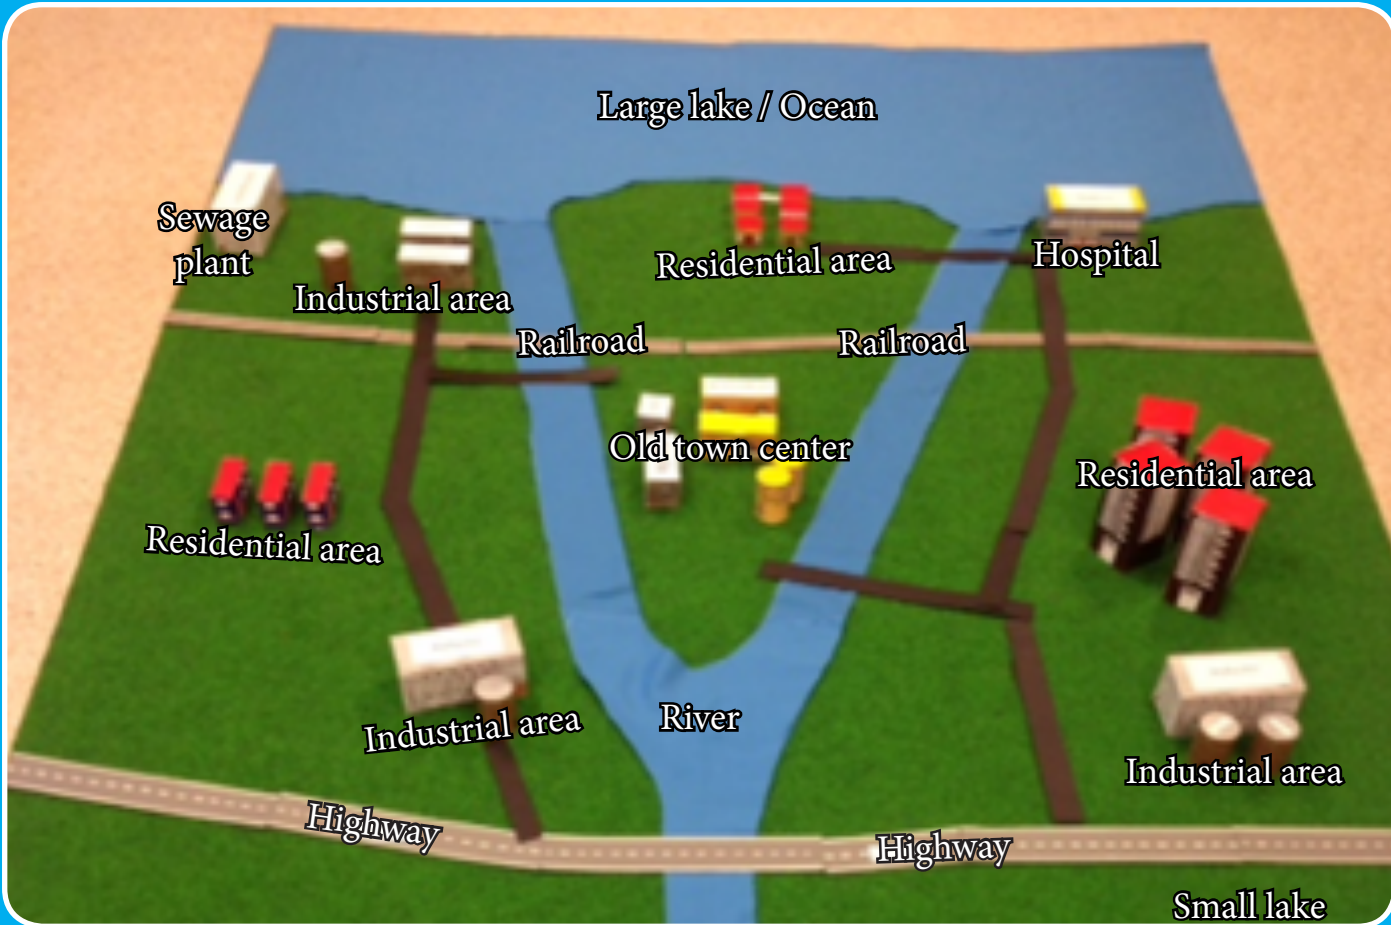 Large lake / Ocean
Sewage
plant
Residential area
Hospital
Industrial area
Railroad
Railroad
Old town center
Residential area
Residential area
River
Industrial area
Industrial area
Highway
Highway
Small lake